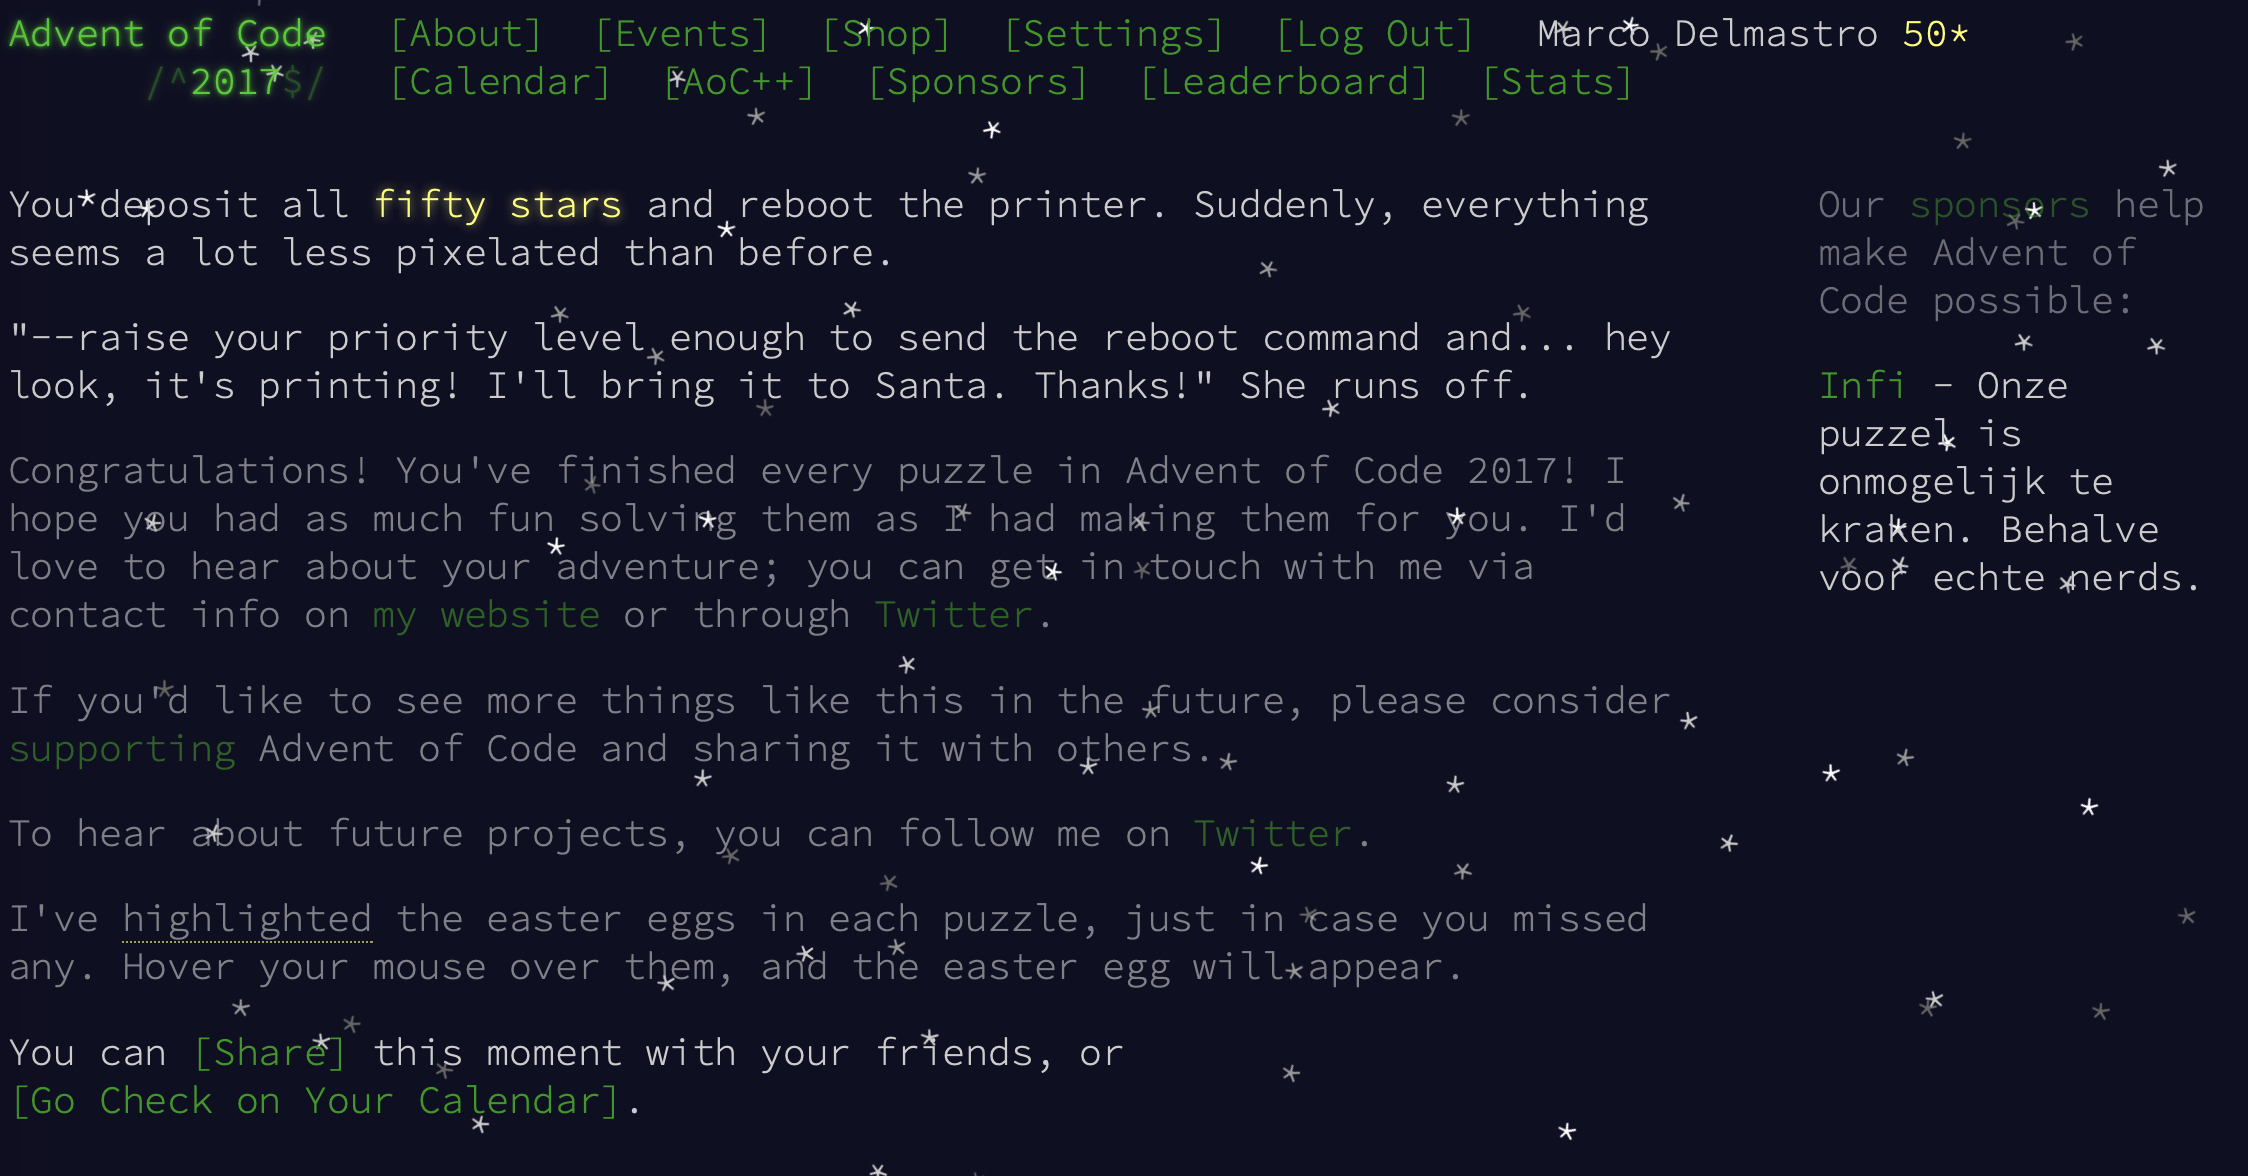 Advent of Code [About] [Events] [Shop] [Settings] [Log Out] Marco Delmastro 50*
/^2017$/ [Calendar] [AoC++] [Sponsors] [Leaderboard] [Stats]
You deposit all fifty stars and reboot the printer. Suddenly, everything
seems a lot less pixelated than before.
"--raise your priority level enough to send the reboot command and... hey
look, it's printing! I'll bring it to Santa. Thanks!" She runs off.
Congratulations! You've finished every puzzle in Advent of Code 2017! I
hope you had as much fun solving them as I had making them for you. I'd
love to hear about your adventure; you can get in touch with me via
contact info on my website or through Twitter.
If you'd like to see more things like this in the future, please consider
supporting Advent of Code and sharing it with others.
To hear about future projects, you can follow me on Twitter.
I've highlighted the easter eggs in each puzzle, just in case you missed
any. Hover your mouse over them, and the easter egg will appear.
You can [Share] this moment with your friends, or
[Go Check on Your Calendar].
Our sponsors help
make Advent of
Code possible:
Infi - Onze
puzzel is
onmogelijk te
kraken. Behalve
voor echte nerds.